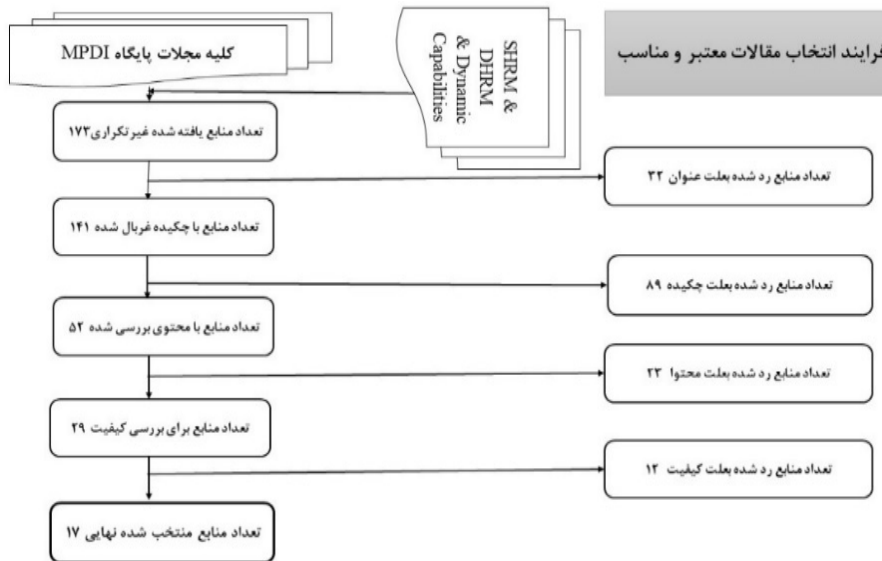 فرایند انتخاب مقالات معتبر و مناسب
کلیه مجلات پایگاه MPDI
SHRM &
DHRM
& Dynamic
Capabilities
تعداد منابع یافته شده غیر تکراری ۱۷۳
تعداد منابع رد شده بعلت عنوان ۳۲
تعداد منابع با چکیده غربال شده ۱۴۱
تعداد منابع رد شده بعلت چکیده ۸۹
تعداد منابع با محتوی بررسی شده ۵۲
تعداد منابع رد شده بعلت محتوا ۲۳
تعداد منابع برای بررسی کیفیت ۲۹
تعداد منابع رد شده بعلت کیفیت ۱۲
تعداد منابع منتخب شده نهایی ۱۷